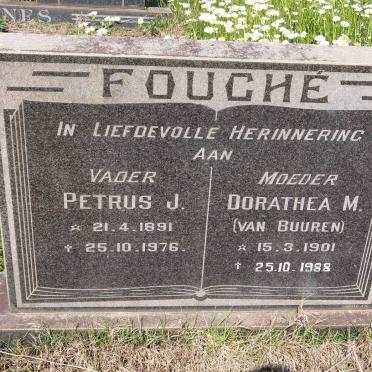 NES
FOUCHÉ
IN LIEFDEVOLLE HERINNERING
AAN
VADER
PETRUS J.
* 21.4.1891
† 25.10.1976.
MOEDER
DORATHEA M.
(VAN BUUREN)
* 15.3.1901
† 25.10.1988